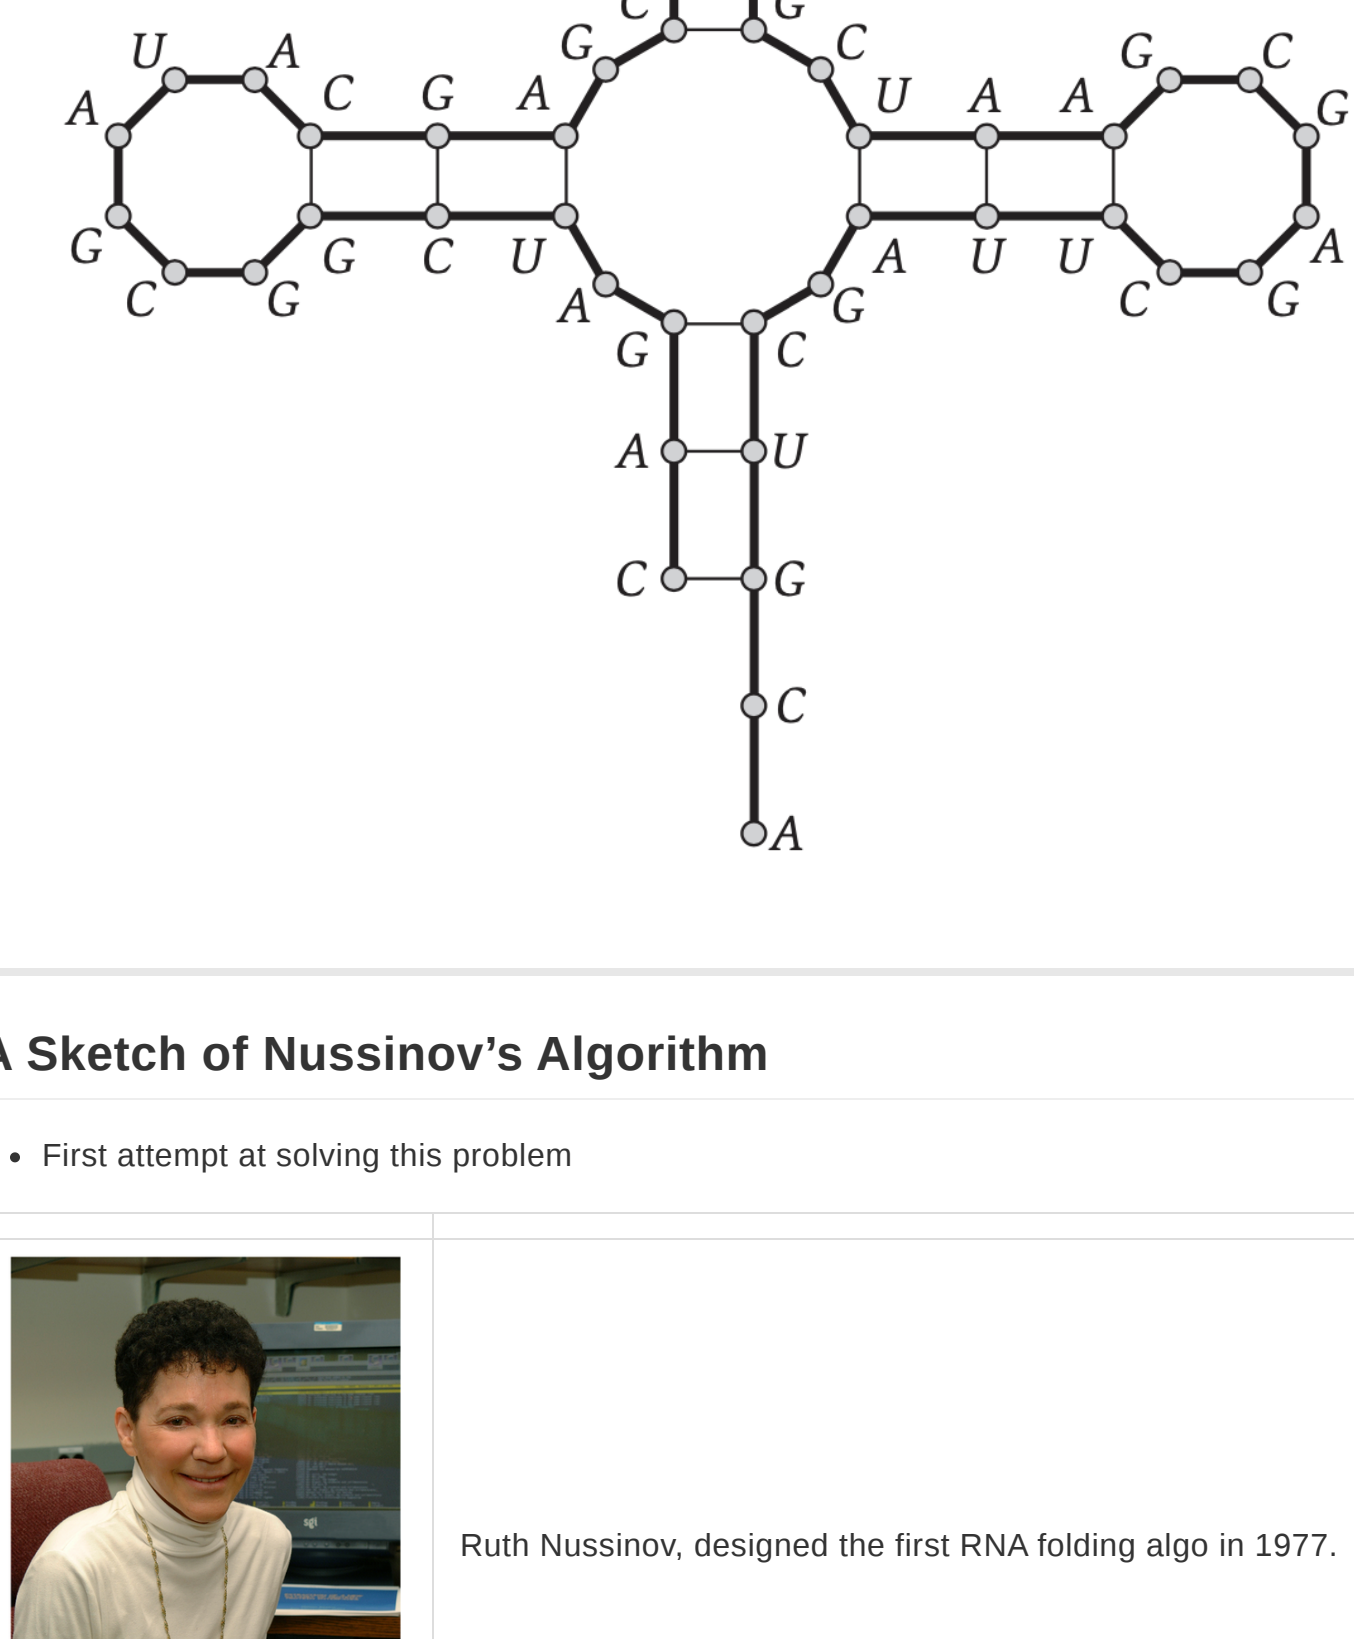 C G
U A G C G C
A C G A U A A G
G G C U A U U A
C G A G C G
G C
A U
C G
C
A
A Sketch of Nussinov’s Algorithm
• First attempt at solving this problem
sgi
Ruth Nussinov, designed the first RNA folding algo in 1977.